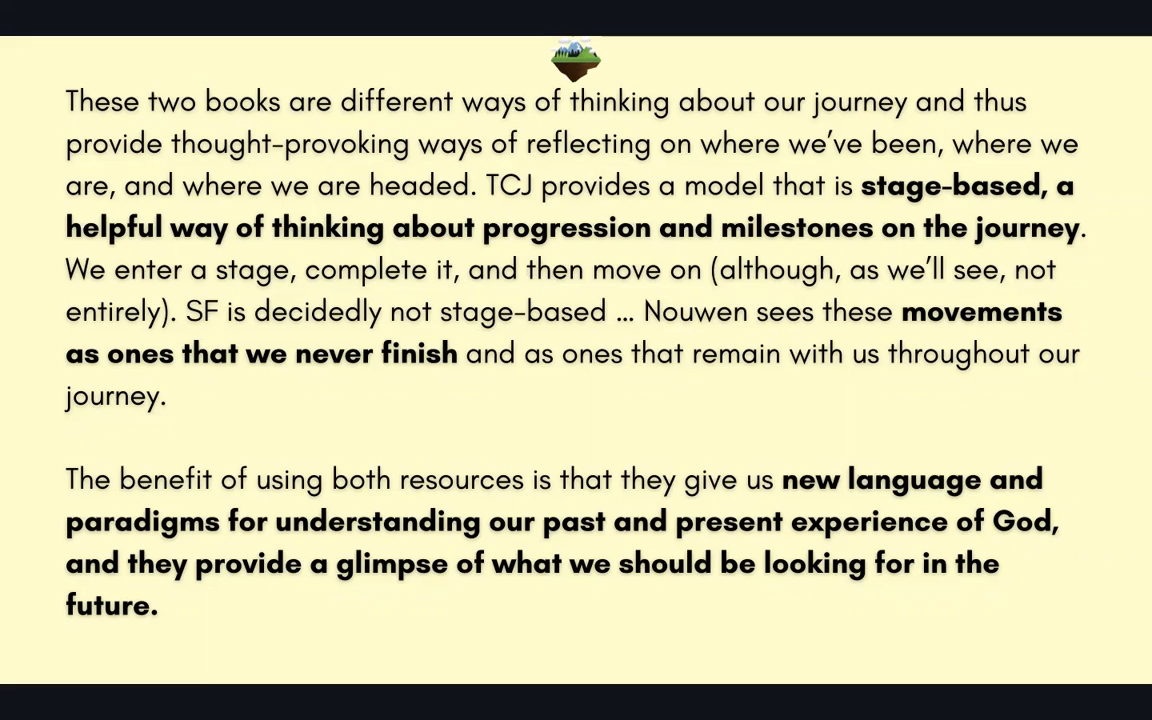 These two books are different ways of thinking about our journey and thus
provide thought-provoking ways of reflecting on where we’ve been, where we
are, and where we are headed. TCJ provides a model that is stage-based, a
helpful way of thinking about progression and milestones on the journey.
We enter a stage, complete it, and then move on (although, as we’ll see, not
entirely). SF is decidedly not stage-based ... Nouwen sees these movements
as ones that we never finish and as ones that remain with us throughout our
journey.
The benefit of using both resources is that they give us new language and
paradigms for understanding our past and present experience of God,
and they provide a glimpse of what we should be looking for in the
future.